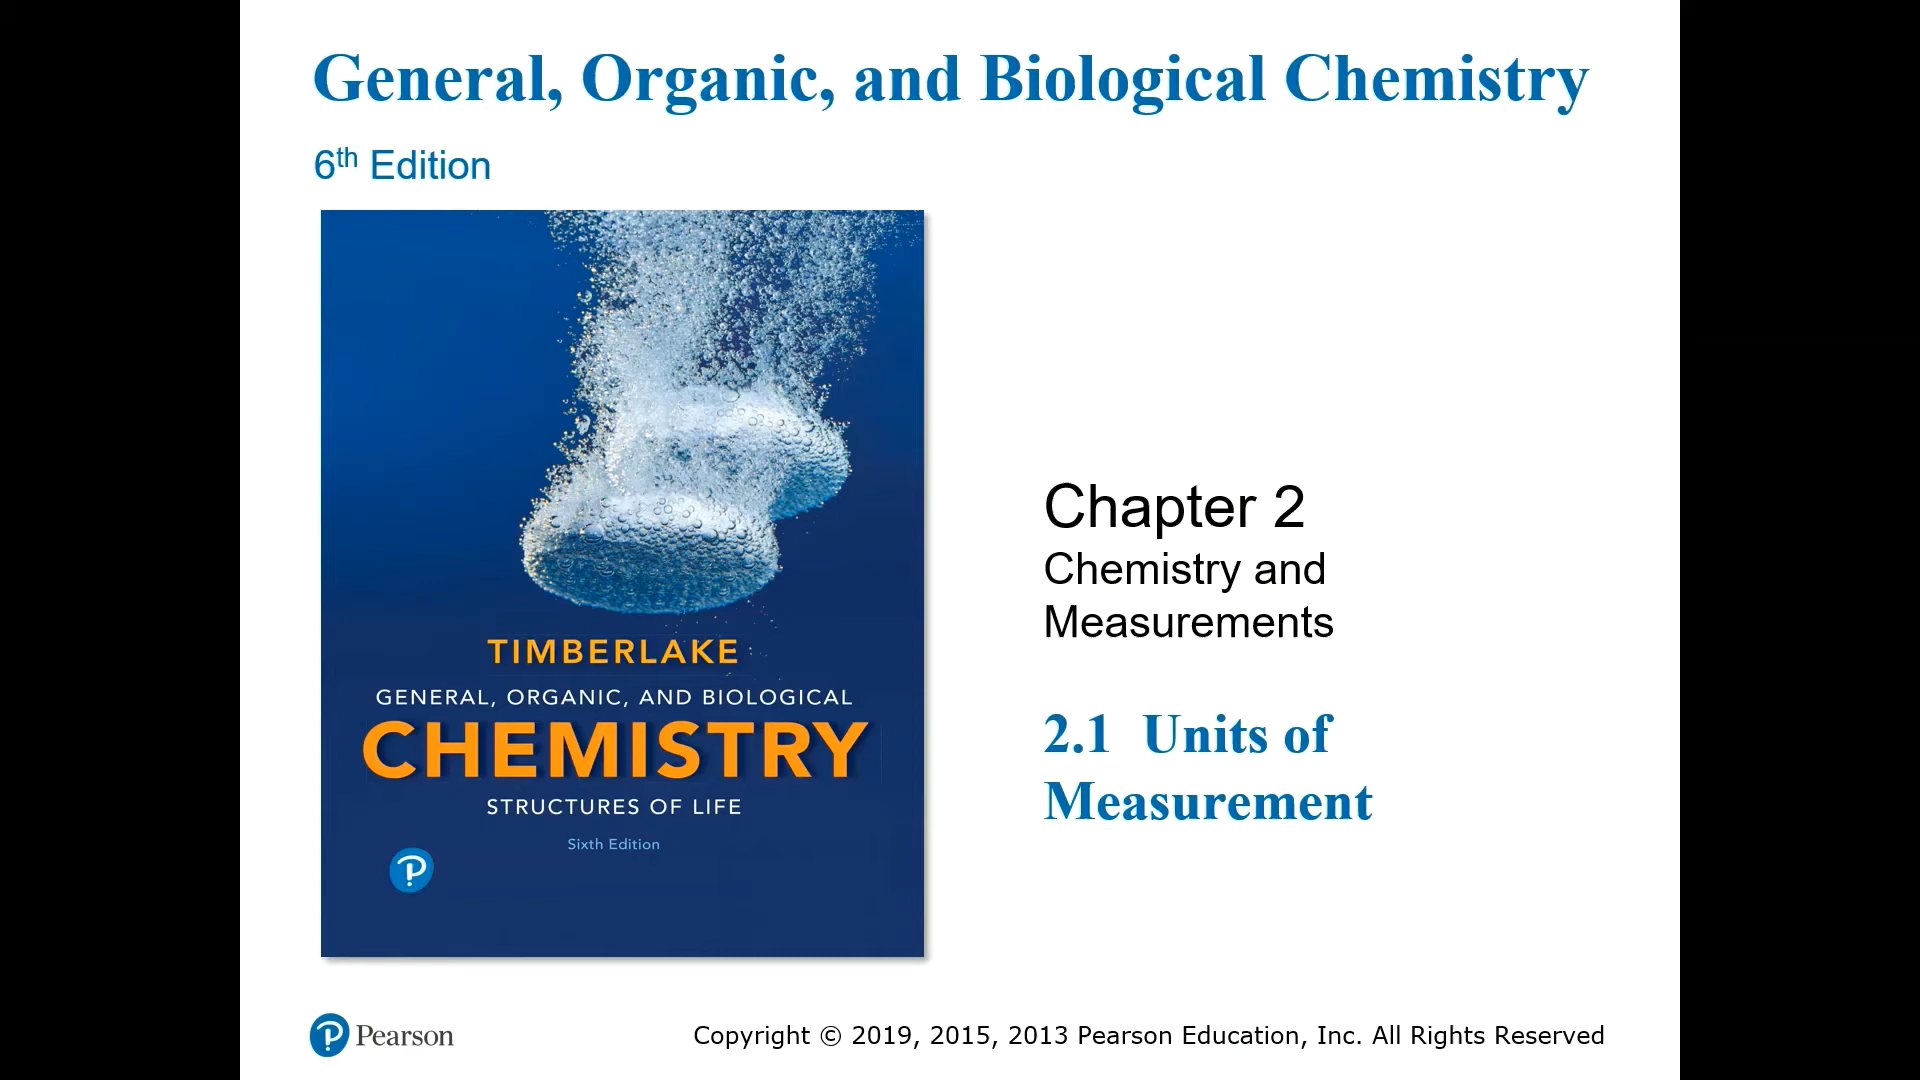 General, Organic, and Biological Chemistry
6th Edition
TIMBERLAKE
GENERAL, ORGANIC, AND BIOLOGICAL
CHEMISTRY
STRUCTURES OF LIFE
Sixth Edition
P
Chapter 2
Chemistry and
Measurements
2.1 Units of
Measurement
P Pearson
Copyright © 2019, 2015, 2013 Pearson Education, Inc. All Rights Reserved